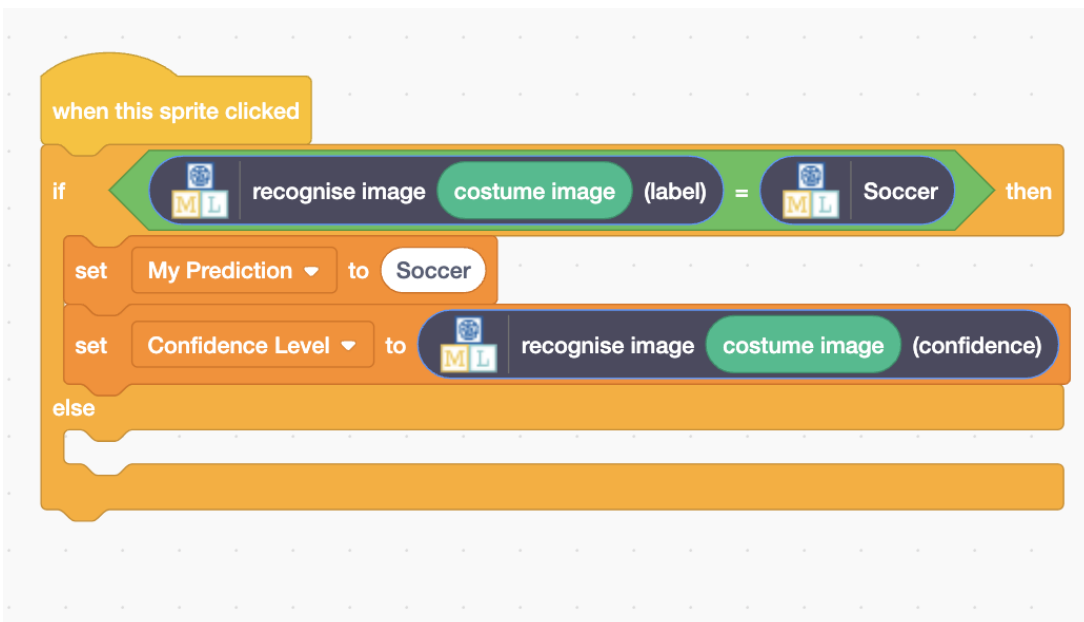 when this sprite clicked
if ML recognise image costume image (label) = ML Soccer then
set My Prediction to Soccer
set Confidence Level to ML recognise image costume image (confidence)
else